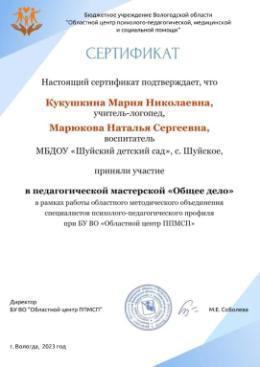 Бюджетное учреждение Вологодской области
"Областной центр психолого-педагогической, медицинской
и социальной помощи"
СЕРТИФИКАТ
Настоящий сертификат подтверждает, что
Кукушкина Мария Николаевна,
учитель-логопед,
Марюкова Наталья Сергеевна,
воспитатель
МБДОУ «Шуйский детский сад», с. Шуйское,
приняли участие
в педагогической мастерской «Общее дело»
в рамках работы областного методического объединения
специалистов психолого-педагогического профиля
при БУ ВО «Областной центр ППМСП»
Директор
БУ ВО "Областной центр ППМСП"
М.Е. Соболева
г. Вологда, 2023 год